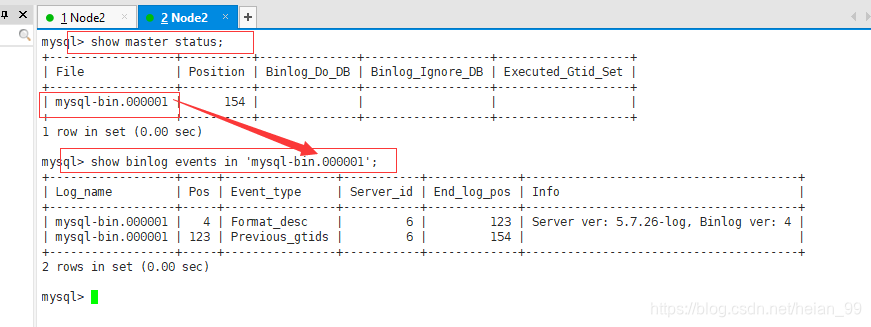 1 Node2
2 Node2
mysql> show master status;
+------------------+----------+--------------+------------------+-------------------+
| File             | Position | Binlog_Do_DB | Binlog_Ignore_DB | Executed_Gtid_Set |
+------------------+----------+--------------+------------------+-------------------+
| mysql-bin.000001 |      154 |              |                  |                   |
+------------------+----------+--------------+------------------+-------------------+
1 row in set (0.00 sec)
mysql> show binlog events in 'mysql-bin.000001';
+------------------+-----+----------------+-----------+-------------+---------------------------------------+
| Log_name         | Pos | Event_type     | Server_id | End_log_pos | Info                                  |
+------------------+-----+----------------+-----------+-------------+---------------------------------------+
| mysql-bin.000001 |   4 | Format_desc    |         6 |         123 | Server ver: 5.7.26-log, Binlog ver: 4 |
| mysql-bin.000001 | 123 | Previous_gtids |         6 |         154 |                                       |
+------------------+-----+----------------+-----------+-------------+---------------------------------------+
2 rows in set (0.00 sec)
mysql>
https://blog.csdn.net/heian_99